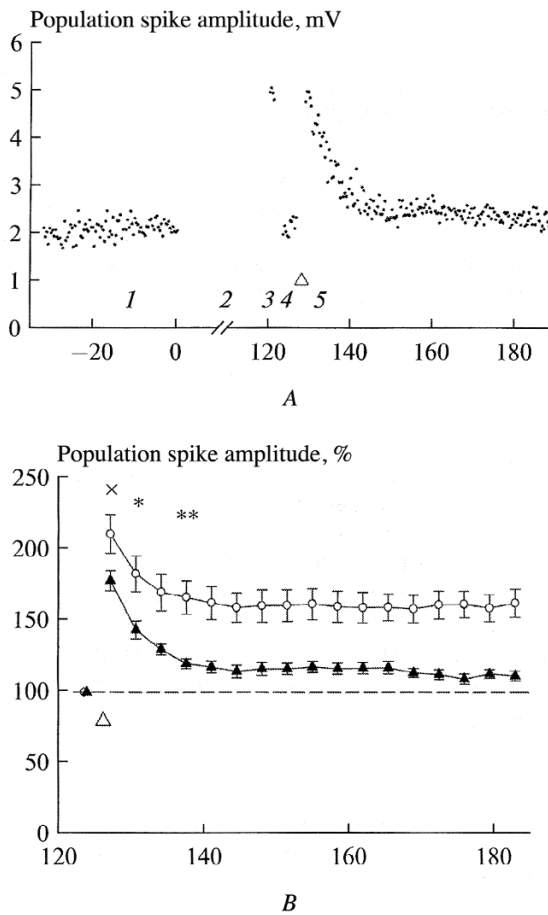 Population spike amplitude, mV
6
5
4
3
2
1
0
1 2 3 4 5
−20 0 120 140 160 180
A
Population spike amplitude, %
250
200
150
100
50
0
× * **
120 140 160 180
B